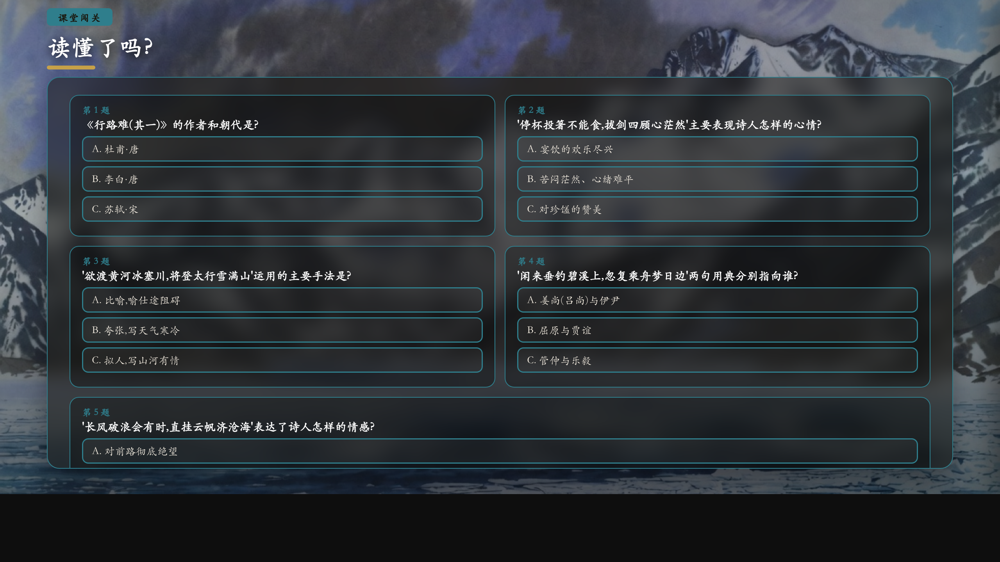 课堂闯关
读懂了吗?
第 1 题
《行路难(其一)》的作者和朝代是?
A. 杜甫·唐
B. 李白·唐
C. 苏轼·宋
第 2 题
'停杯投箸不能食,拔剑四顾心茫然'主要表现诗人怎样的心情?
A. 宴饮的欢乐尽兴
B. 苦闷茫然、心绪难平
C. 对珍馐的赞美
第 3 题
'欲渡黄河冰塞川,将登太行雪满山'运用的主要手法是?
A. 比喻,喻仕途阻碍
B. 夸张,写天气寒冷
C. 拟人,写山河有情
第 4 题
'闲来垂钓碧溪上,忽复乘舟梦日边'两句用典分别指向谁?
A. 姜尚(吕尚)与伊尹
B. 屈原与贾谊
C. 管仲与乐毅
第 5 题
'长风破浪会有时,直挂云帆济沧海'表达了诗人怎样的情感?
A. 对前路彻底绝望